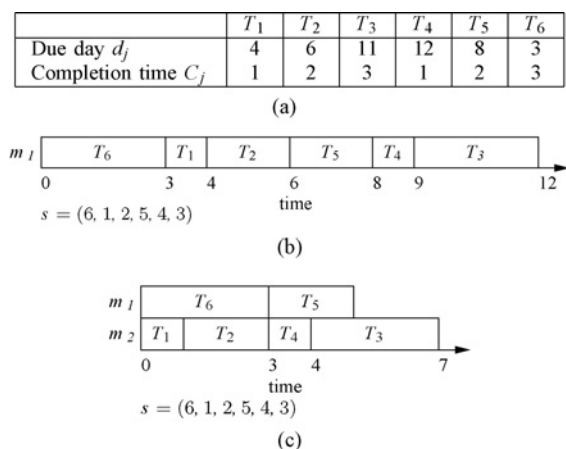 T1 T2 T3 T4 T5 T6
Due day dj 4 6 11 12 8 3
Completion time Cj 1 2 3 1 2 3
(a)
m1 T6 T1 T2 T5 T4 T3
0 3 4 6 8 9 12
time
s = (6, 1, 2, 5, 4, 3)
(b)
m1 T6 T5
m2 T1 T2 T4 T3
0 3 4 7
time
s = (6, 1, 2, 5, 4, 3)
(c)